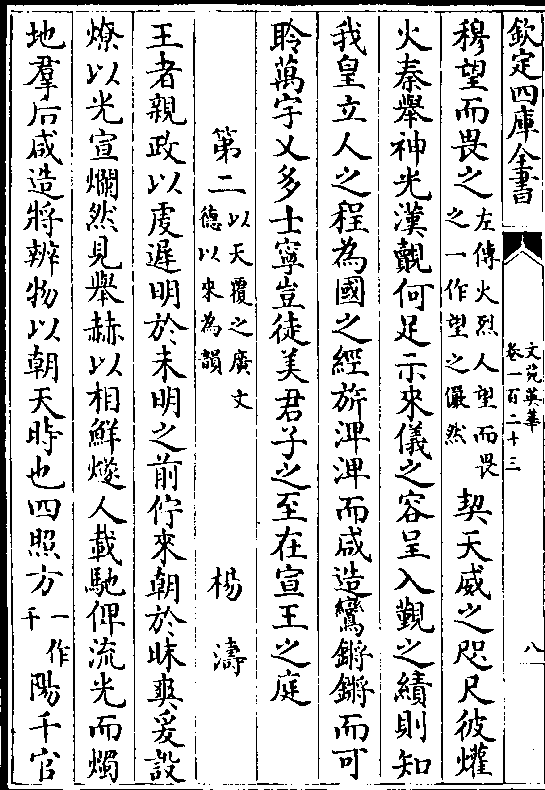 欽定四庫全書
文苑英華
卷一百二十三
八
穆望而畏之左傳火烈人望而畏之一作望之儼然契天威之咫尺彼爟
火秦舉神光漢覿何足示來儀之容呈入覲之績則知
我皇立人之程為國之經旂淠淠而咸造鸞鏘鏘而可
聆萬宇乂多士寧豈徒美君子之至在宣王之庭
第二以天覆之廣文德以來為韻 楊濤
王者親政以虔遲明於未明之前佇來朝於昧爽爰設
燎以光宣爛然見舉赫以相鮮燧人載馳俾流光而燭
地羣后咸造將辨物以朝天時也四照方一作千陽千官